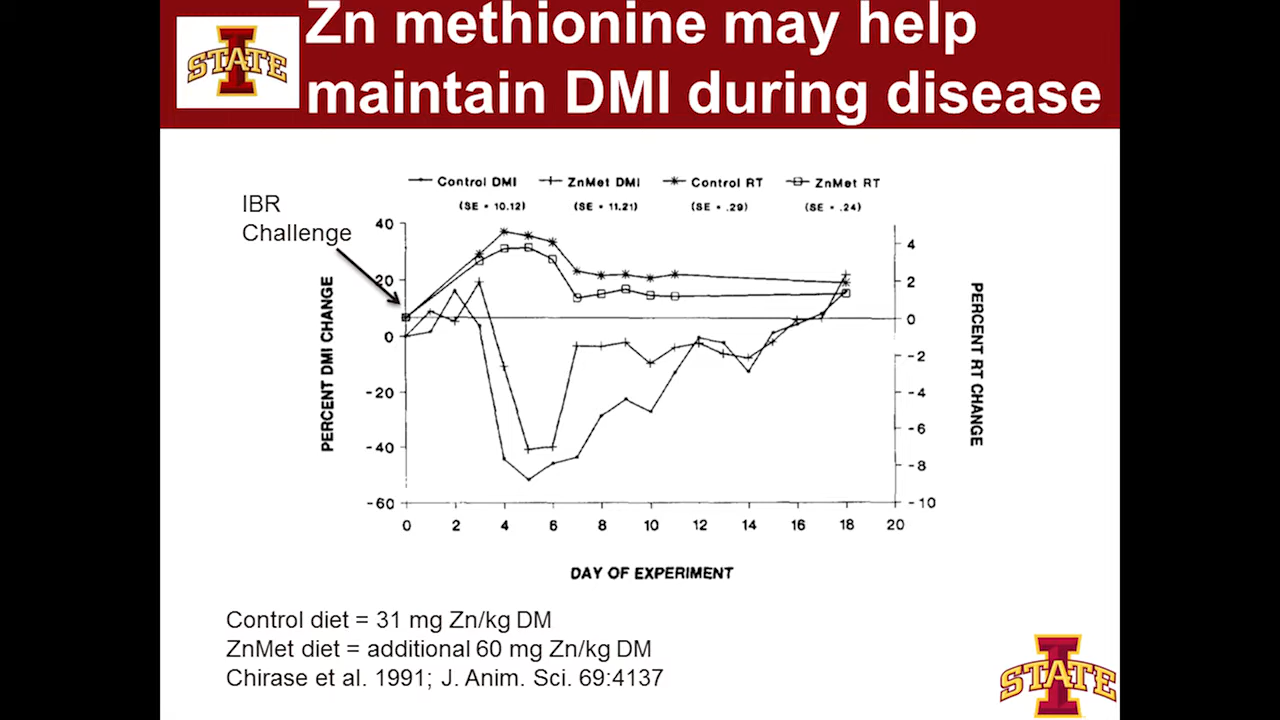 Zn methionine may help
maintain DMI during disease
STATE
Control DMI
ZnMet DMI
Control RT
ZnMet RT
(SE = 10.12)
(SE = 11.21)
(SE = .29)
(SE = .24)
IBR
Challenge
PERCENT DMI CHANGE
40
20
0
-20
-40
-60
4
2
0
-2
-4
-6
-8
-10
PERCENT RT CHANGE
0 2 4 6 8 10 12 14 16 18 20
DAY OF EXPERIMENT
Control diet = 31 mg Zn/kg DM
ZnMet diet = additional 60 mg Zn/kg DM
Chirase et al. 1991; J. Anim. Sci. 69:4137
STATE